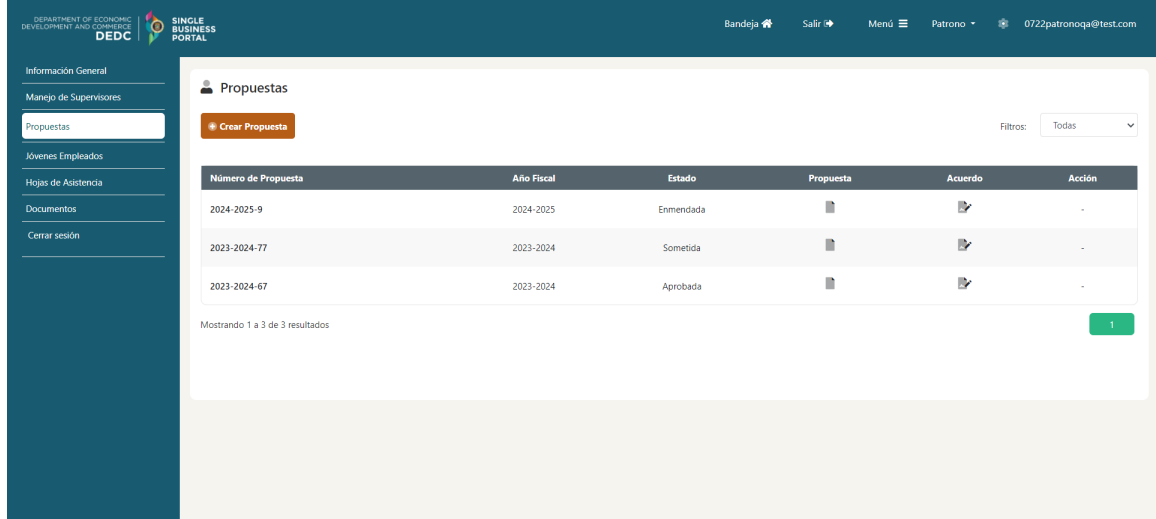 DEPARTMENT OF ECONOMIC
DEVELOPMENT AND COMMERCE
DEDC
SINGLE
BUSINESS
PORTAL
Bandeja
Salir
Menú
Patrono
0722patronoqa@test.com
Información General
Manejo de Supervisores
Propuestas
Jóvenes Empleados
Hojas de Asistencia
Documentos
Cerrar sesión
Propuestas
Crear Propuesta
Filtros: Todas
Número de Propuesta Año Fiscal Estado Propuesta Acuerdo Acción
2024-2025-9 2024-2025 Enmendada -
2023-2024-77 2023-2024 Sometida -
2023-2024-67 2023-2024 Aprobada -
Mostrando 1 a 3 de 3 resultados
1